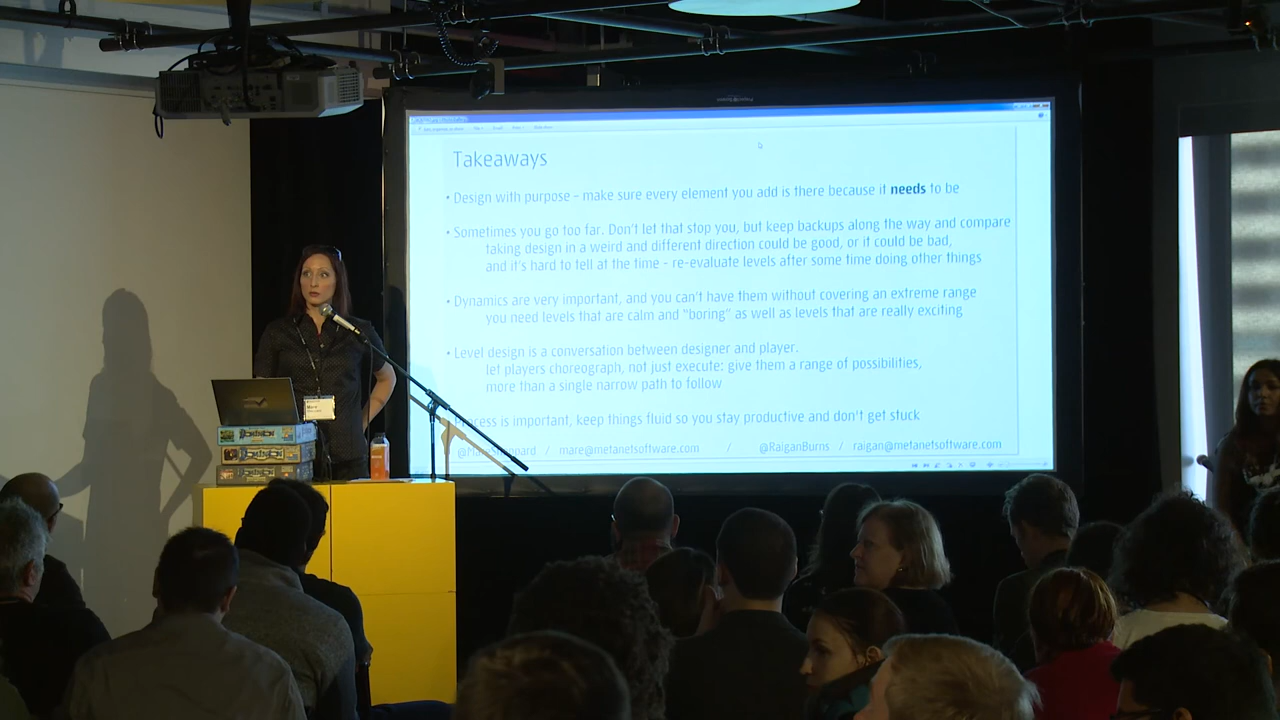 Takeaways
• Design with purpose – make sure every element you add is there because it needs to be
• Sometimes you go too far. Don't let that stop you, but keep backups along the way and compare
taking design in a weird and different direction could be good, or it could be bad,
and it's hard to tell at the time - re-evaluate levels after some time doing other things
• Dynamics are very important, and you can't have them without covering an extreme range
you need levels that are calm and "boring" as well as levels that are really exciting
• Level design is a conversation between designer and player.
let players choreograph, not just execute: give them a range of possibilities,
more than a single narrow path to follow
Process is important, keep things fluid so you stay productive and don't get stuck
/ mare@metanetsoftware.com / @RaiganBurns / raigan@metanetsoftware.com
Mare
DOMINION
DOMINION
DOMINION